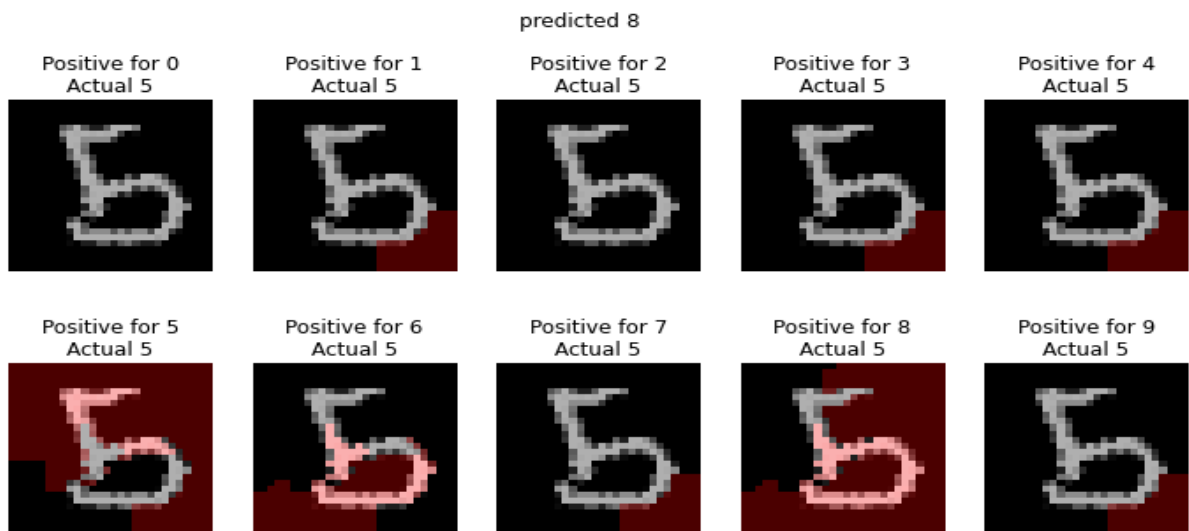 predicted 8
Positive for 0
Actual 5
Positive for 1
Actual 5
Positive for 2
Actual 5
Positive for 3
Actual 5
Positive for 4
Actual 5
Positive for 5
Actual 5
Positive for 6
Actual 5
Positive for 7
Actual 5
Positive for 8
Actual 5
Positive for 9
Actual 5